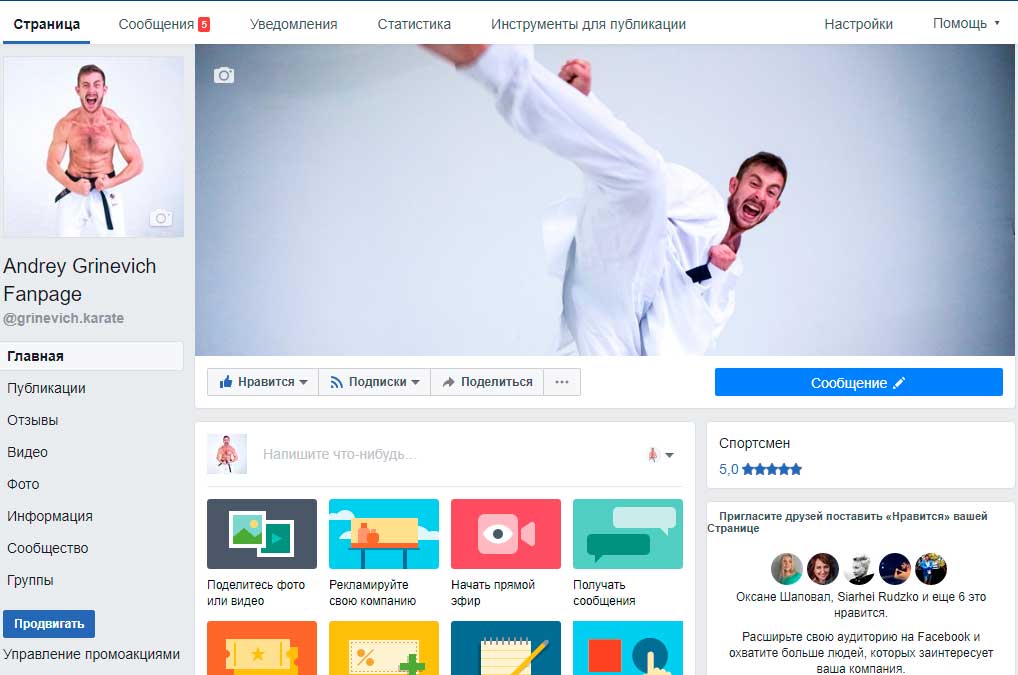 Страница
Сообщения 5
Уведомления
Статистика
Инструменты для публикации
Настройки
Помощь
Andrey Grinevich
Fanpage
@grinevich.karate
Главная
Публикации
Отзывы
Видео
Фото
Информация
Сообщество
Группы
Продвигать
Управление промоакциями
Нравится
Подписки
Поделиться
Сообщение
Напишите что-нибудь...
Поделитесь фото
или видео
Рекламируйте
свою компанию
Начать прямой
эфир
Получать
сообщения
Спортсмен
5,0
Пригласите друзей поставить «Нравится» вашей
Странице
Оксане Шаповал, Siarhei Rudzko и еще 6 это
нравится.
Расширьте свою аудиторию на Facebook и
охватите больше людей, которых заинтересует
ваша компания.